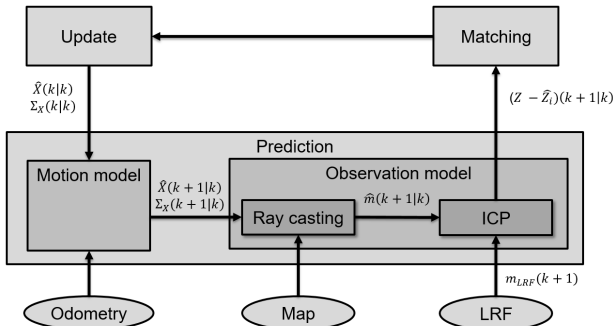 Update
Matching
X̂(k|k)
Σ_X(k|k)
(Z − Ẑ_i)(k + 1|k)
Prediction
Observation model
Motion model
X̂(k + 1|k)
Σ_X(k + 1|k)
Ray casting
m̂(k + 1|k)
ICP
m_LRF(k + 1)
Odometry
Map
LRF